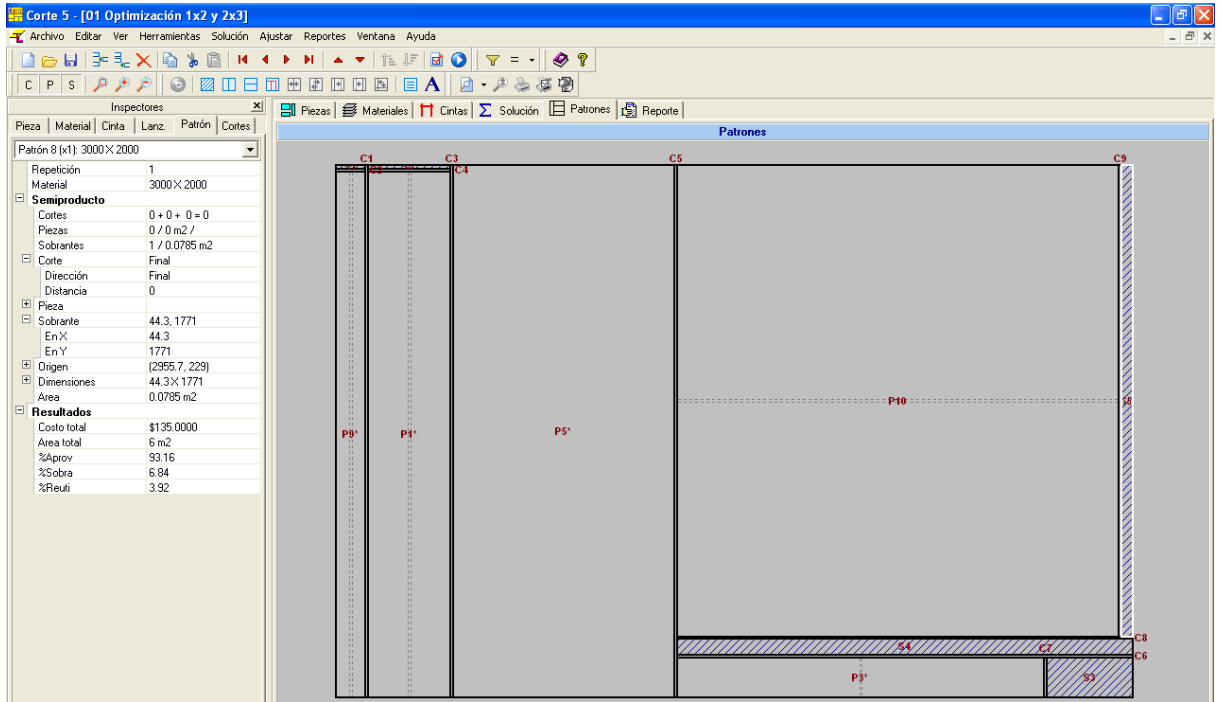 Corte 5 - [01 Optimización 1x2 y 2x3]
Archivo Editar Ver Herramientas Solución Ajustar Reportes Ventana Ayuda
C P S
Inspectores
Pieza Material Cinta Lanz. Patrón Cortes
Piezas Materiales Cintas Solución Patrones Reporte
Patrones
Patrón 8 (x1): 3000 X 2000
Repetición 1
Material 3000 X 2000
Semiproducto
Cortes 0 + 0 + 0 = 0
Piezas 0 / 0 m2 /
Sobrantes 1 / 0.0785 m2
Corte Final
Dirección Final
Distancia 0
Pieza
Sobrante 44.3, 1771
En X 44.3
En Y 1771
Origen (2955.7, 229)
Dimensiones 44.3 X 1771
Area 0.0785 m2
Resultados
Costo total $135.0000
Area total 6 m2
%Aprov 93.16
%Sobra 6.84
%Reuti 3.92
C1 C3 C5 C9
C4
P10
P9* P1* P5*
C8
S4 C7
C6
P3* S3